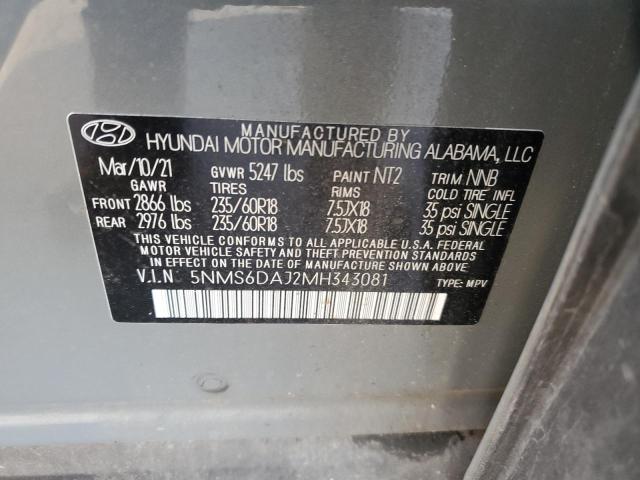 MANUFACTURED BY
HYUNDAI MOTOR MANUFACTURING ALABAMA, LLC
Mar/10/21 GVWR 5247 lbs PAINT NT2 TRIM NNB
GAWR TIRES RIMS COLD TIRE INFL
FRONT 2866 lbs 235/60R18 7.5JX18 35 psi SINGLE
REAR 2976 lbs 235/60R18 7.5JX18 35 psi SINGLE
THIS VEHICLE CONFORMS TO ALL APPLICABLE U.S.A. FEDERAL
MOTOR VEHICLE SAFETY BUMPER, AND THEFT PREVENTION
STANDARDS IN EFFECT ON THE DATE OF MANUFACTURE SHOWN ABOVE.
V.I.N 5NMS6DAJ2MH343081 TYPE: MPV